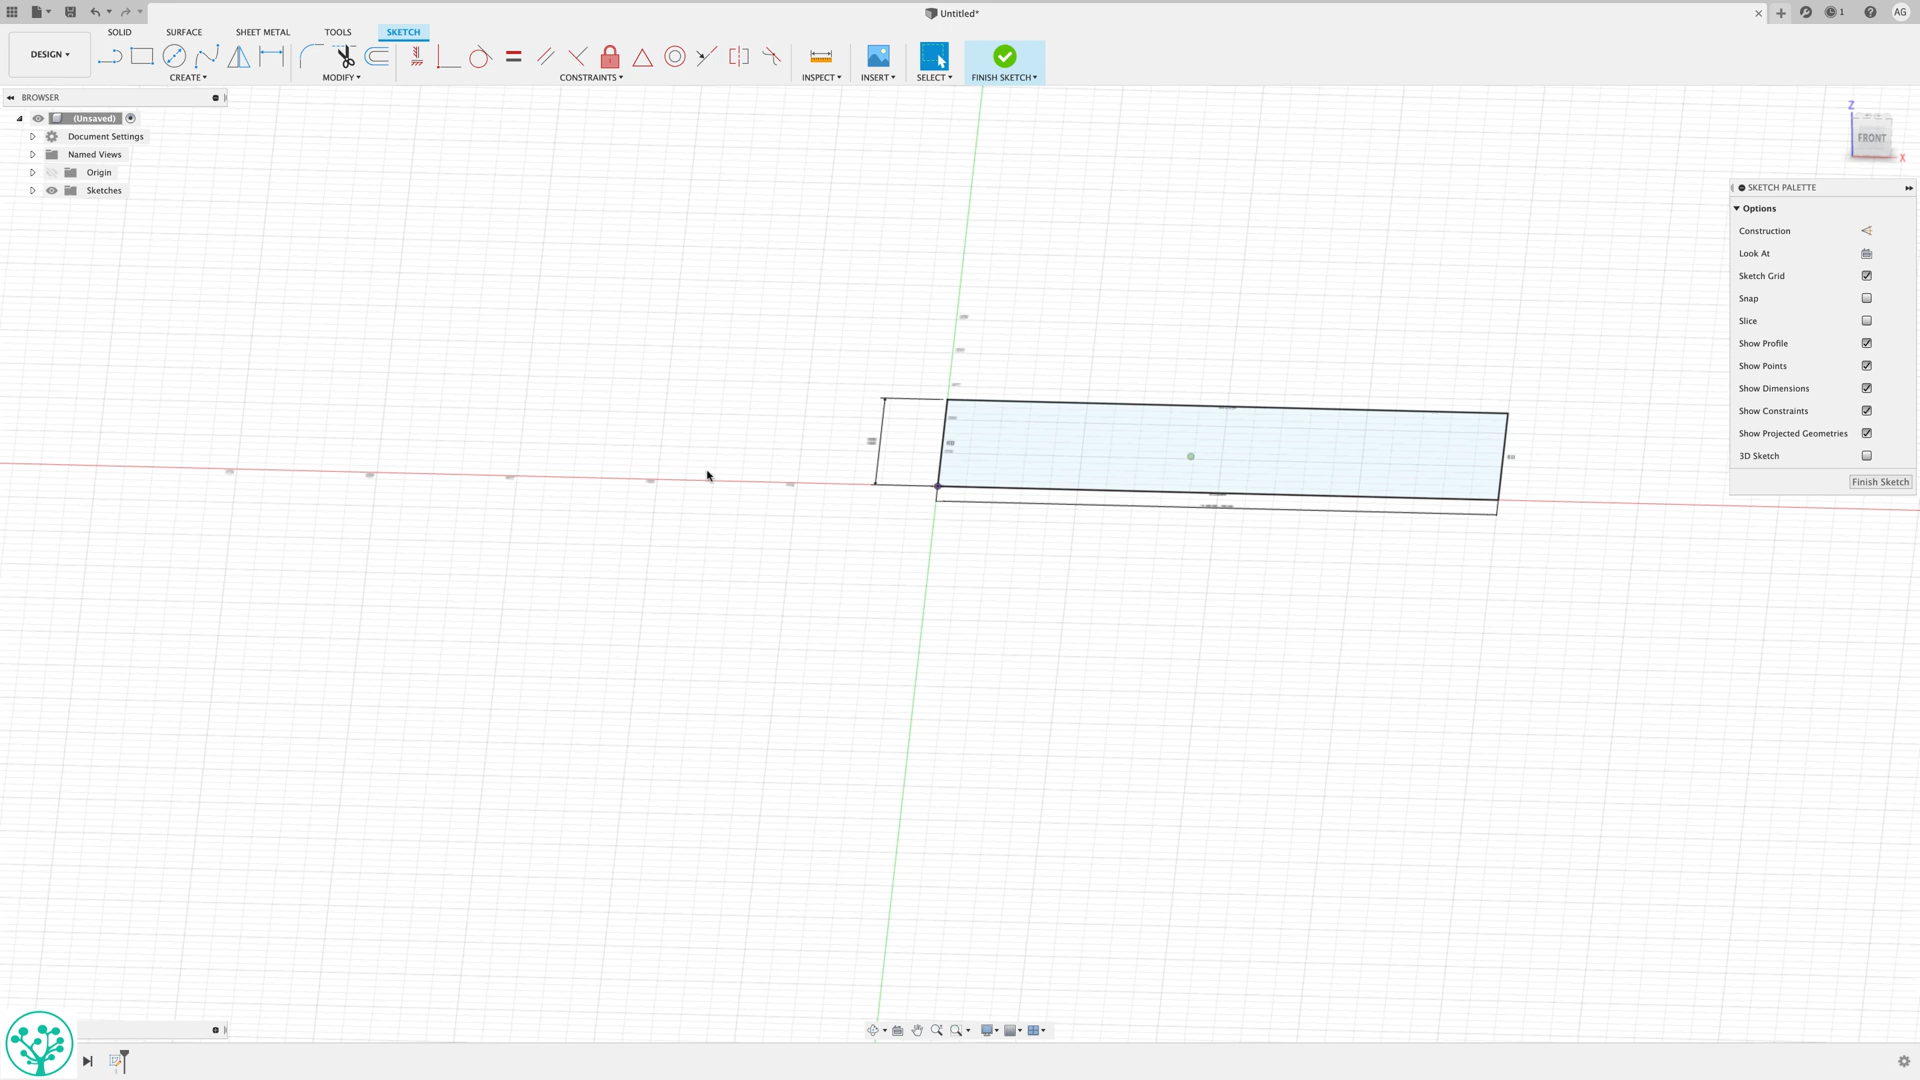 Untitled*
1
AG
DESIGN
SOLID
SURFACE
SHEET METAL
TOOLS
SKETCH
CREATE
MODIFY
CONSTRAINTS
INSPECT
INSERT
SELECT
FINISH SKETCH
BROWSER
(Unsaved)
Document Settings
Named Views
Origin
Sketches
Z
FRONT
X
SKETCH PALETTE
Options
Construction
Look At
Sketch Grid
Snap
Slice
Show Profile
Show Points
Show Dimensions
Show Constraints
Show Projected Geometries
3D Sketch
Finish Sketch